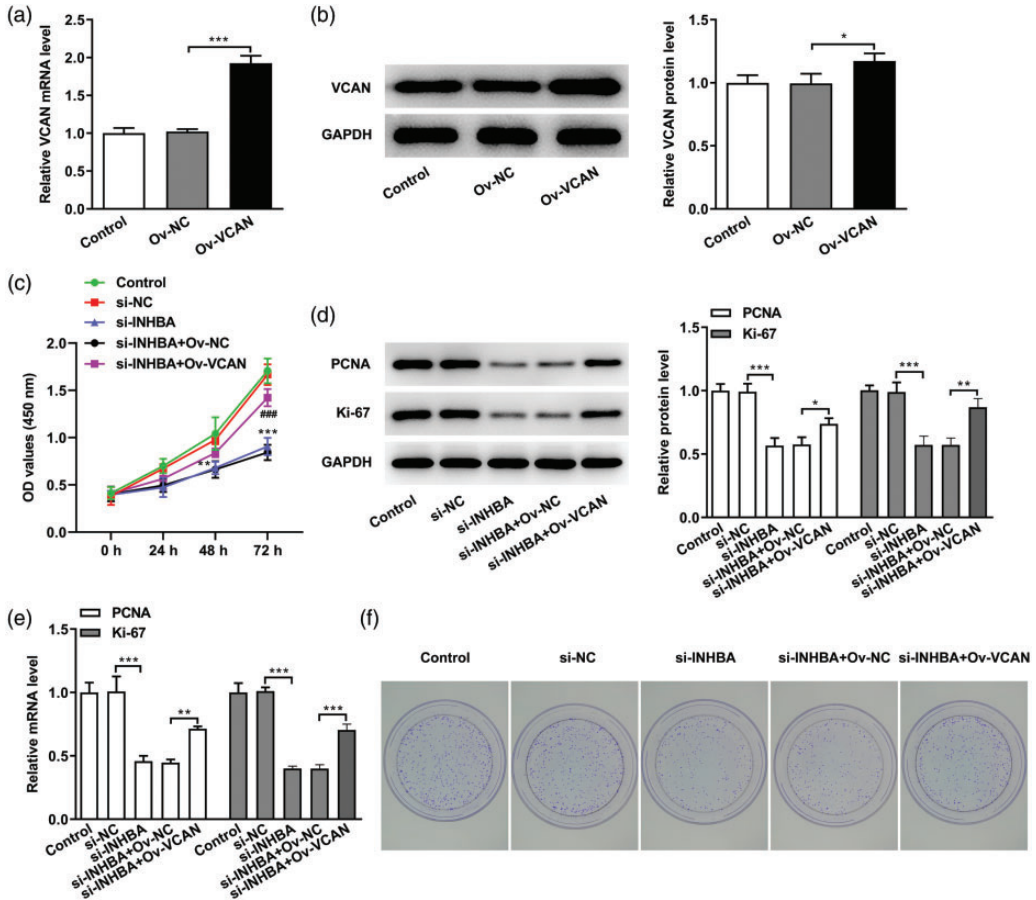 (a)
Relative VCAN mRNA level
2.5
2.0
1.5
1.0
0.5
0.0
***
Control
Ov-NC
Ov-VCAN
(b)
VCAN
GAPDH
Control
Ov-NC
Ov-VCAN
Relative VCAN protein level
1.5
1.0
0.5
0.0
*
Control
Ov-NC
Ov-VCAN
(c)
Control
si-NC
si-INHBA
si-INHBA+Ov-NC
si-INHBA+Ov-VCAN
OD values (450 nm)
2.0
1.5
1.0
0.5
0.0
**
###
***
0 h
24 h
48 h
72 h
(d)
PCNA
Ki-67
GAPDH
Control
si-NC
si-INHBA
si-INHBA+Ov-NC
si-INHBA+Ov-VCAN
PCNA
Ki-67
Relative protein level
1.5
1.0
0.5
0.0
***
*
***
**
Control
si-NC
si-INHBA
si-INHBA+Ov-NC
si-INHBA+Ov-VCAN
Control
si-NC
si-INHBA
si-INHBA+Ov-NC
si-INHBA+Ov-VCAN
(e)
PCNA
Ki-67
Relative mRNA level
1.5
1.0
0.5
0.0
***
**
***
***
Control
si-NC
si-INHBA
si-INHBA+Ov-NC
si-INHBA+Ov-VCAN
Control
si-NC
si-INHBA
si-INHBA+Ov-NC
si-INHBA+Ov-VCAN
(f)
Control
si-NC
si-INHBA
si-INHBA+Ov-NC
si-INHBA+Ov-VCAN